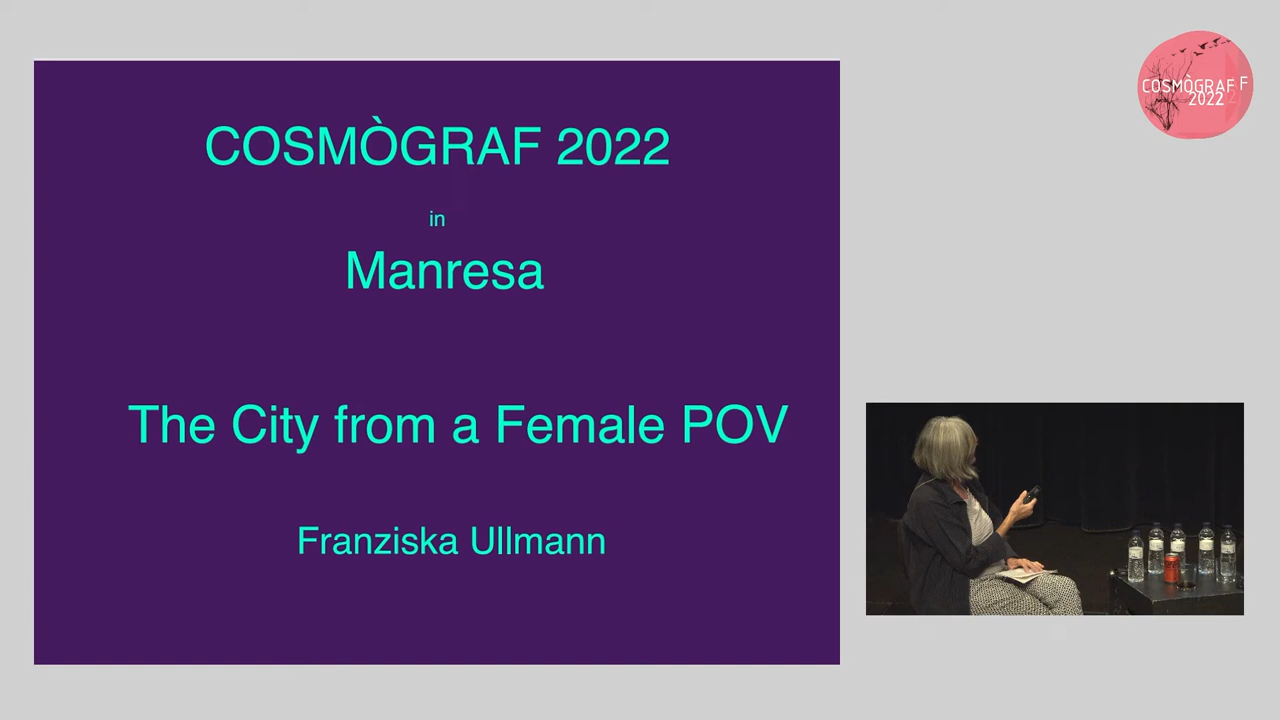 COSMÒGRAF 2022
in
Manresa
The City from a Female POV
Franziska Ullmann
COSMÒGRAF F
2022